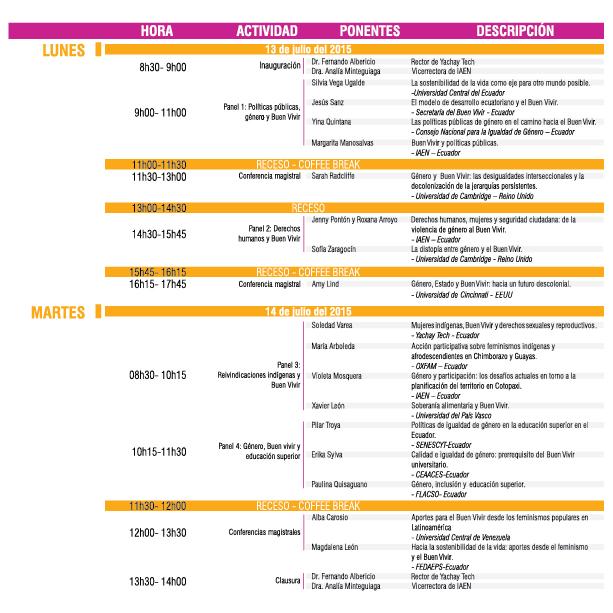 HORA ACTIVIDAD PONENTES DESCRIPCIÓN
LUNES 13 de julio del 2015
8h30- 9h00 Inauguración Dr. Fernando Albericio Rector de Yachay Tech
Dra. Analía Minteguiaga Vicerrectora de IAEN
9h00- 11h00 Panel 1: Políticas públicas, género y Buen Vivir
Silvia Vega Ugalde La sostenibilidad de la vida como eje para otro mundo posible.
-Universidad Central del Ecuador
Jesús Sanz El modelo de desarrollo ecuatoriano y el Buen Vivir.
- Secretaría del Buen Vivir - Ecuador
Yina Quintana Las políticas públicas de género en el camino hacia el Buen Vivir.
- Consejo Nacional para la Igualdad de Género – Ecuador
Margarita Manosalvas Buen Vivir y políticas públicas.
- IAEN – Ecuador
11h00-11h30 RECESO - COFFEE BREAK
11h30-13h00 Conferencia magistral Sarah Radcliffe Género y Buen Vivir: las desigualdades interseccionales y la
decolonización de la jerarquías persistentes.
- Universidad de Cambridge – Reino Unido
13h00-14h30 RECESO
14h30-15h45 Panel 2: Derechos humanos y Buen Vivir
Jenny Pontón y Roxana Arroyo Derechos humanos, mujeres y seguridad ciudadana: de la
violencia de género al Buen Vivir.
- IAEN – Ecuador
Sofía Zaragocín La distopía entre género y el Buen Vivir.
- Universidad de Cambridge - Reino Unido
15h45- 16h15 RECESO - COFFEE BREAK
16h15- 17h45 Conferencia magistral Amy Lind Género, Estado y Buen Vivir: hacia un futuro descolonial.
- Universidad de Cincinnati - EEUU
MARTES 14 de julio del 2015
08h30- 10h15 Panel 3: Reivindicaciones indígenas y Buen Vivir
Soledad Varea Mujeres indígenas, Buen Vivir y derechos sexuales y reproductivos.
- Yachay Tech - Ecuador
María Arboleda Acción participativa sobre feminismos indígenas y
afrodescendientes en Chimborazo y Guayas.
- OXFAM – Ecuador
Violeta Mosquera Género y participación: los desafíos actuales en torno a la
planificación del territorio en Cotopaxi.
- IAEN – Ecuador
Xavier León Soberanía alimentaria y Buen Vivir.
- Universidad del País Vasco
10h15-11h30 Panel 4: Género, Buen vivir y educación superior
Pilar Troya Políticas de igualdad de género en la educación superior en el
Ecuador.
- SENESCYT-Ecuador
Erika Sylva Calidad e igualdad de género: prerrequisito del Buen Vivir
universitario.
- CEAACES-Ecuador
Paulina Quisaguano Género, inclusión y educación superior.
- FLACSO- Ecuador
11h30- 12h00 RECESO - COFFEE BREAK
12h00- 13h30 Conferencias magistrales
Alba Carosio Aportes para el Buen Vivir desde los feminismos populares en
Latinoamérica
- Universidad Central de Venezuela
Magdalena León Hacia la sostenibilidad de la vida: aportes desde el feminismo
y el Buen Vivir.
- FEDAEPS-Ecuador
13h30- 14h00 Clausura Dr. Fernando Albericio Rector de Yachay Tech
Dra. Analía Minteguiaga Vicerrectora de IAEN